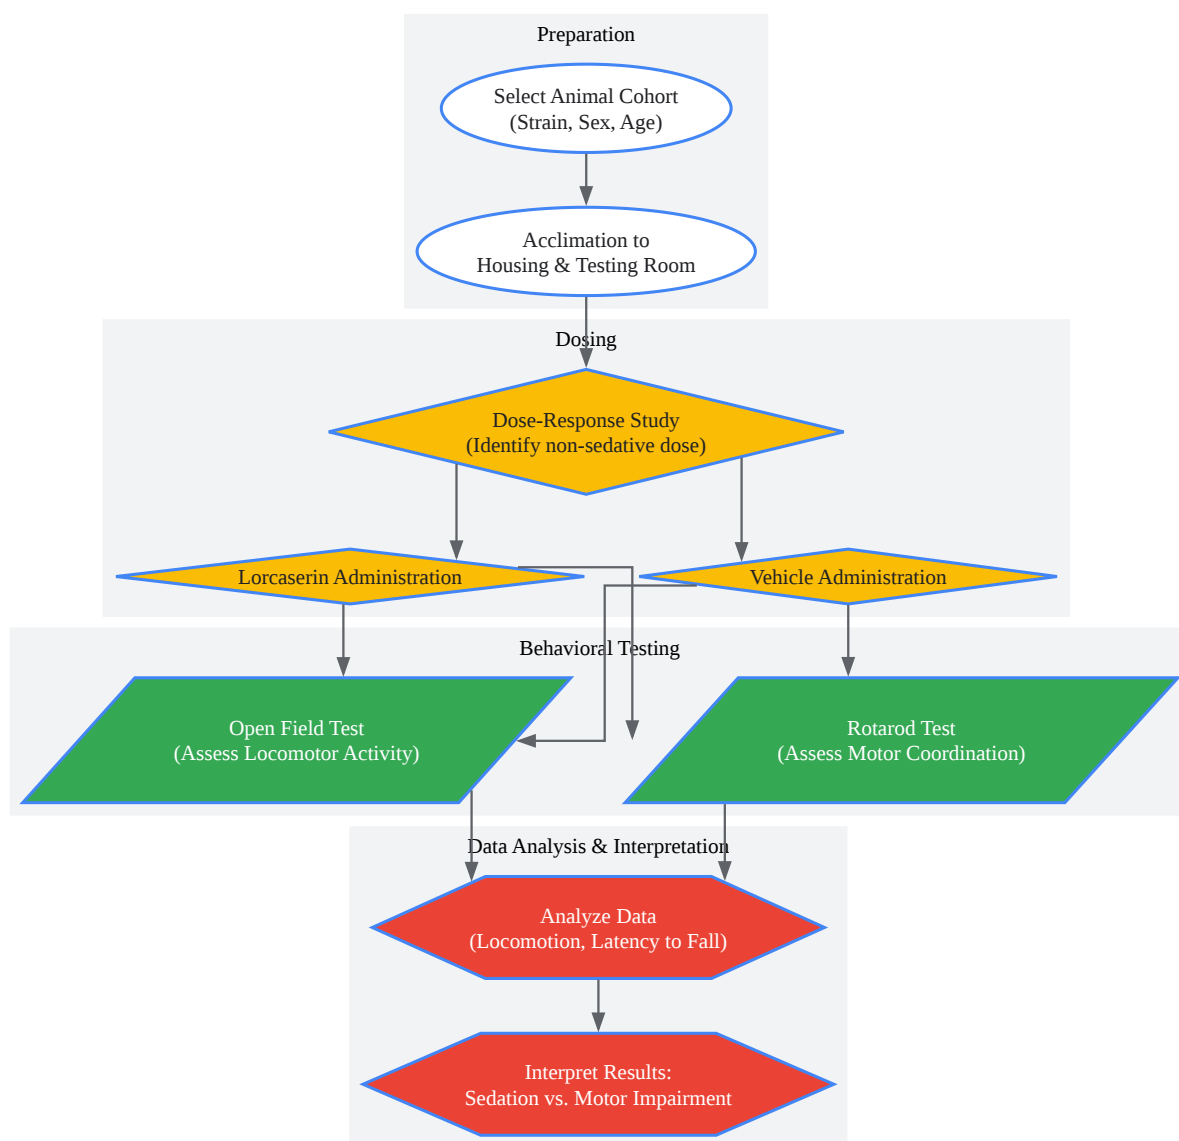 Preparation
Select Animal Cohort
(Strain, Sex, Age)
Acclimation to
Housing & Testing Room
Dosing
Dose-Response Study
(Identify non-sedative dose)
Lorcaserin Administration
Vehicle Administration
Behavioral Testing
Open Field Test
(Assess Locomotor Activity)
Rotarod Test
(Assess Motor Coordination)
Data Analysis & Interpretation
Analyze Data
(Locomotion, Latency to Fall)
Interpret Results:
Sedation vs. Motor Impairment